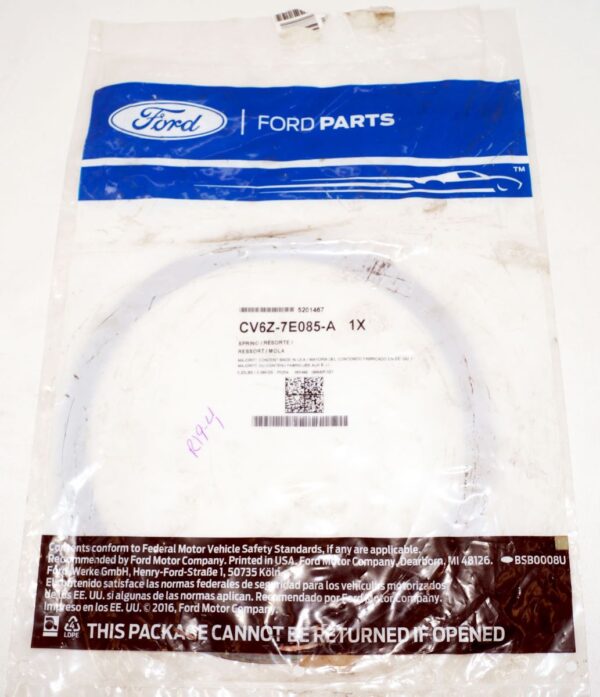 Ford
FORD PARTS
™
5201467
CV6Z-7E085-A 1X
SPRING / RESORTE /
RESSORT / MOLA
R19-4
Contents conform to Federal Motor Vehicle Safety Standards, if any are applicable.
Recommended by Ford Motor Company. Printed in USA. Ford Motor Company, Dearborn, MI 48126.
BSB0008U
Ford-Werke GmbH, Henry-Ford-Straße 1, 50735 Köln
El contenido satisface las normas federales de seguridad para los vehículos motorizados
de los EE. UU. si algunas de las normas aplican. Recomendado por Ford Motor Company.
Impreso en los EE. UU. © 2016, Ford Motor Company
4
LDPE
THIS PACKAGE CANNOT BE RETURNED IF OPENED